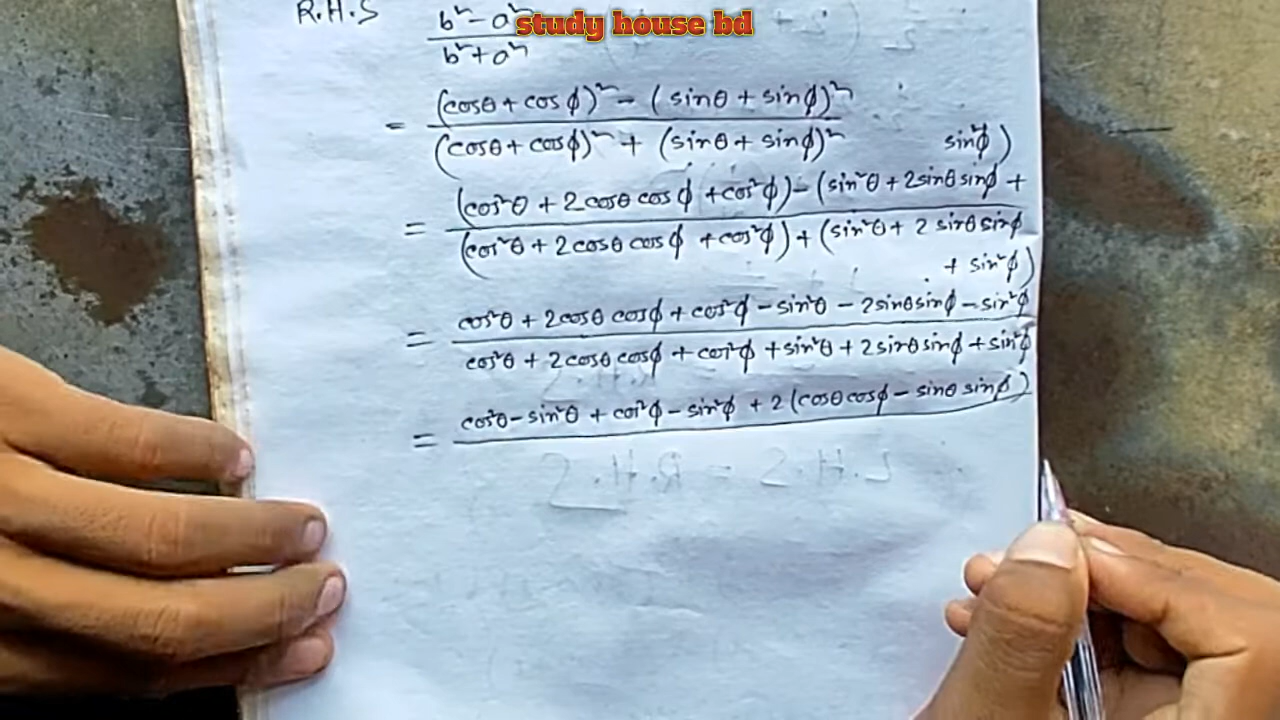 study house bd
R.H.S b² - a² / b² + a²
= (cosθ + cosϕ)² - (sinθ + sinϕ)² / (cosθ + cosϕ)² + (sinθ + sinϕ)²
= (cos²θ + 2cosθ cosϕ + cos²ϕ) - (sin²θ + 2sinθ sinϕ + sin²ϕ) / (cos²θ + 2cosθ cosϕ + cos²ϕ) + (sin²θ + 2 sinθ sinϕ + sin²ϕ)
= cos²θ + 2cosθ cosϕ + cos²ϕ - sin²θ - 2sinθ sinϕ - sin²ϕ / cos²θ + 2cosθ cosϕ + cos²ϕ + sin²θ + 2sinθ sinϕ + sin²ϕ
= cos²θ - sin²θ + cos²ϕ - sin²ϕ + 2(cosθ cosϕ - sinθ sinϕ)
L.H.S = R.H.S